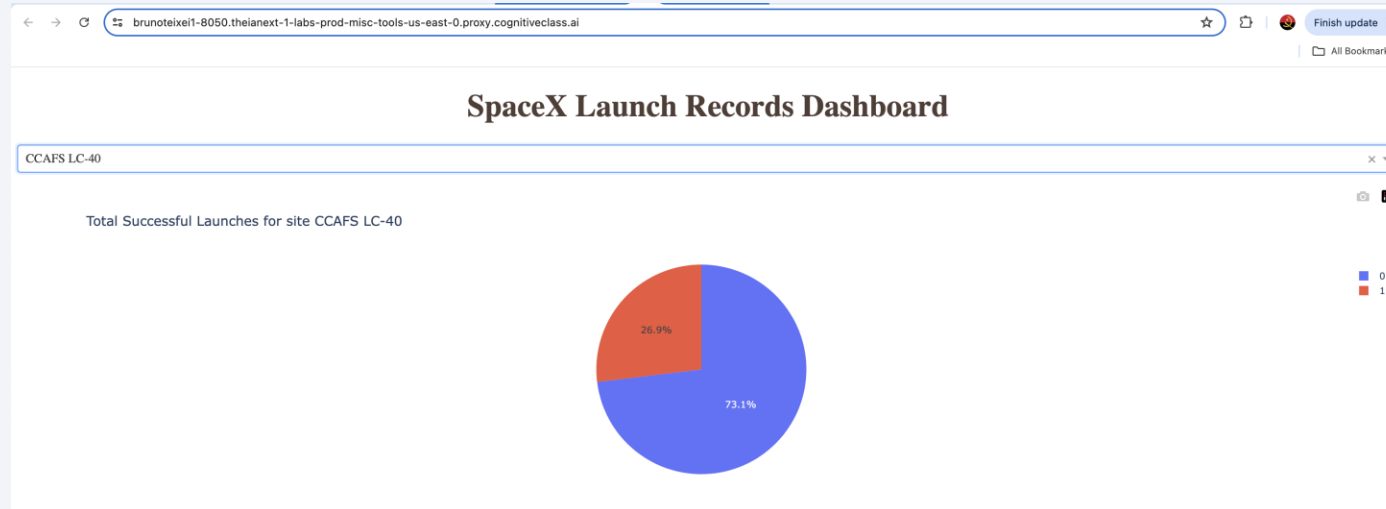 brunoteixei1-8050.theianext-1-labs-prod-misc-tools-us-east-0.proxy.cognitiveclass.ai
Finish update
All Bookmark
SpaceX Launch Records Dashboard
CCAFS LC-40
Total Successful Launches for site CCAFS LC-40
0
1
26.9%
73.1%